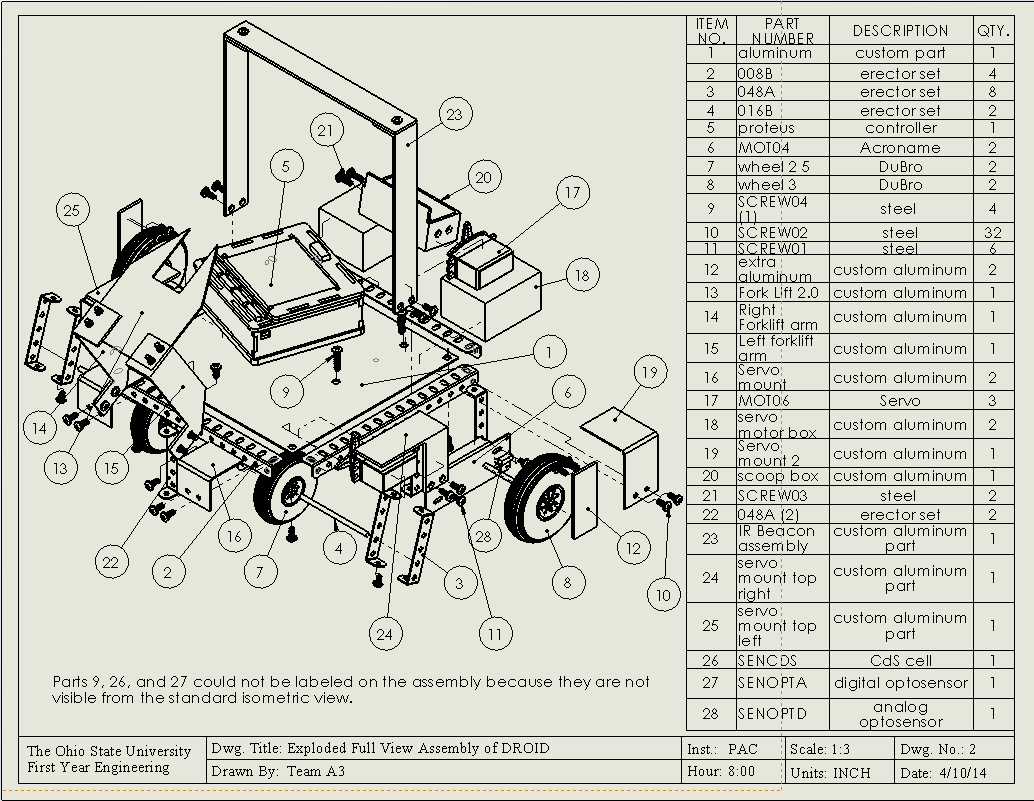 ITEM NO. PART NUMBER DESCRIPTION QTY.
1 aluminum custom part 1
2 008B erector set 4
3 048A erector set 8
4 016B erector set 2
5 proteus controller 1
6 MOT04 Acroname 2
7 wheel 2 5 DuBro 2
8 wheel 3 DuBro 2
9 SCREW04 (1) steel 4
10 SCREW02 steel 32
11 SCREW01 steel 6
12 extra aluminum custom aluminum 2
13 Fork Lift 2.0 custom aluminum 1
14 Right Forklift arm custom aluminum 1
15 Left forklift arm custom aluminum 1
16 Servo mount custom aluminum 2
17 MOT06 Servo 3
18 servo motor box custom aluminum 2
19 Servo mount 2 custom aluminum 1
20 scoop box custom aluminum 1
21 SCREW03 steel 2
22 048A (2) erector set 2
23 IR Beacon assembly custom aluminum part 1
24 servo mount top right custom aluminum part 1
25 servo mount top left custom aluminum part 1
26 SENCDS CdS cell 1
27 SENOPTA digital optosensor 1
28 SENOPTD analog optosensor 1
23
21
5
20
17
25
18
1
19
9
6
14
13
15
16
4
28
12
22
2
7
3
8
10
24
11
Parts 9, 26, and 27 could not be labeled on the assembly because they are not
visible from the standard isometric view.
The Ohio State University
First Year Engineering
Dwg. Title: Exploded Full View Assembly of DROID
Drawn By: Team A3
Inst.: PAC
Hour: 8:00
Scale: 1:3
Units: INCH
Dwg. No.: 2
Date: 4/10/14